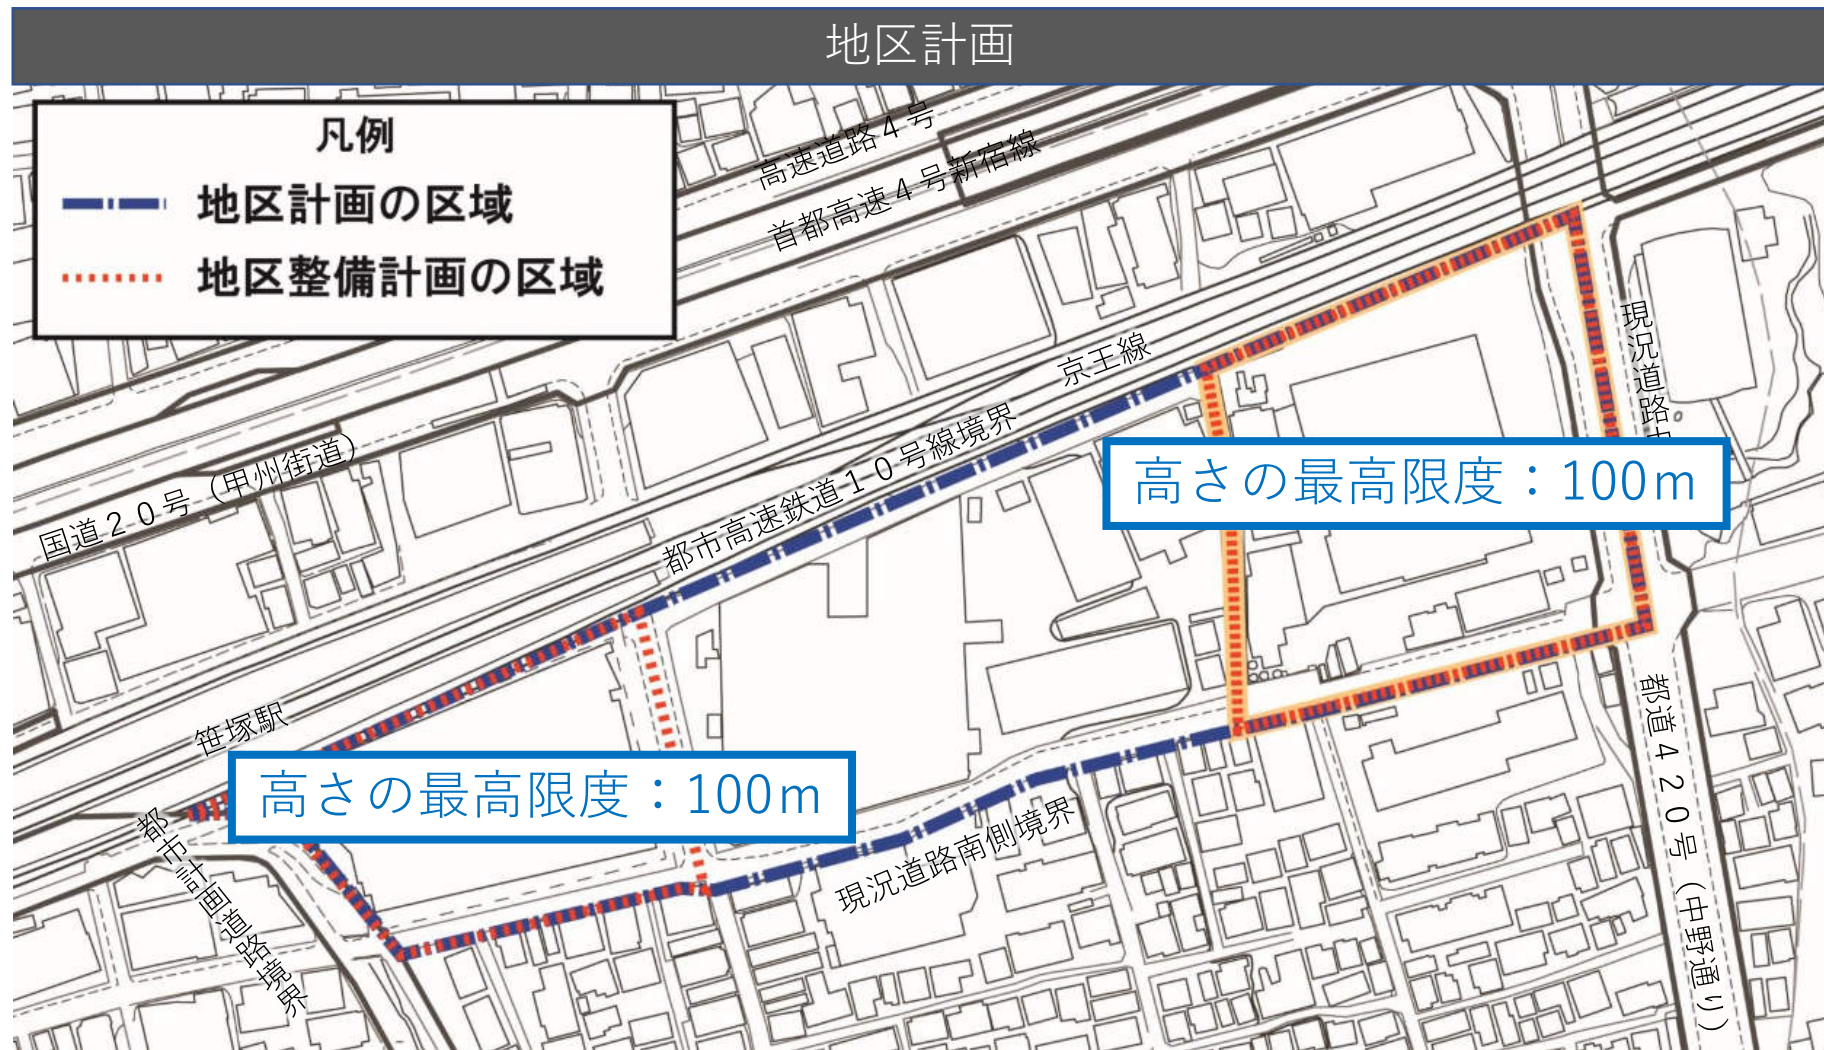 地区計画
凡例
地区計画の区域
地区整備計画の区域
高速道路4号
首都高速4号新宿線
国道20号(甲州街道)
京王線
都市高速鉄道10号線境界
現況道路中
高さの最高限度:100m
笹塚駅
高さの最高限度:100m
都市計画道路境界
現況道路南側境界
都道420号(中野通り)